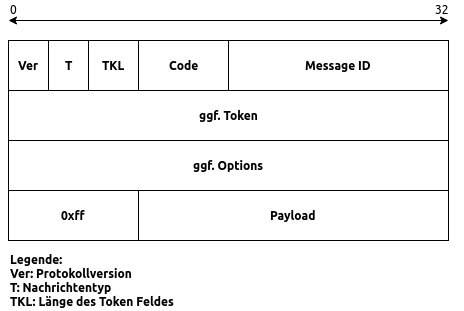 0 32
Ver T TKL Code Message ID
ggf. Token
ggf. Options
0xff Payload
Legende:
Ver: Protokollversion
T: Nachrichtentyp
TKL: Länge des Token Feldes